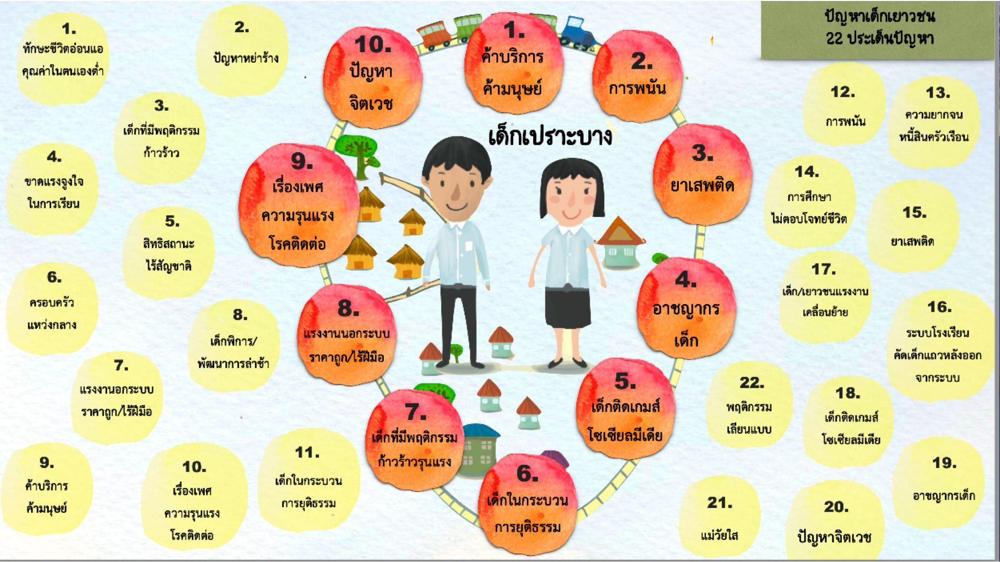 ปัญหาเด็กเยาวชน
22 ประเด็นปัญหา
เด็กเปราะบาง
1.
ค้าบริการ
ค้ามนุษย์
2.
การพนัน
3.
ยาเสพติด
4.
อาชญากร
เด็ก
5.
เด็กติดเกมส์
โซเซียลมีเดีย
6.
เด็กในกระบวน
การยุติธรรม
7.
เด็กที่มีพฤติกรรม
ก้าวร้าวรุนแรง
8.
แรงงานนอกระบบ
ราคาถูก/ไร้ฝีมือ
9.
เรื่องเพศ
ความรุนแรง
โรคติดต่อ
10.
ปัญหา
จิตเวช
1.
ทักษะชีวิตอ่อนแอ
คุณค่าในตนเองต่ำ
2.
ปัญหาหย่าร้าง
3.
เด็กที่มีพฤติกรรม
ก้าวร้าว
4.
ขาดแรงจูงใจ
ในการเรียน
5.
สิทธิสถานะ
ไร้สัญชาติ
6.
ครอบครัว
แหว่งกลาง
7.
แรงงานอกระบบ
ราคาถูก/ไร้ฝีมือ
8.
เด็กพิการ/
พัฒนาการล่าช้า
9.
ค้าบริการ
ค้ามนุษย์
10.
เรื่องเพศ
ความรุนแรง
โรคติดต่อ
11.
เด็กในกระบวน
การยุติธรรม
12.
การพนัน
13.
ความยากจน
หนี้สินครัวเรือน
14.
การศึกษา
ไม่ตอบโจทย์ชีวิต
15.
ยาเสพติด
16.
ระบบโรงเรียน
คัดเด็กแถวหลังออก
จากระบบ
17.
เด็ก/เยาวชนแรงงาน
เคลื่อนย้าย
18.
เด็กติดเกมส์
โซเซียลมีเดีย
19.
อาชญากรเด็ก
20.
ปัญหาจิตเวช
21.
แม่วัยใส
22.
พฤติกรรม
เลียนแบบ